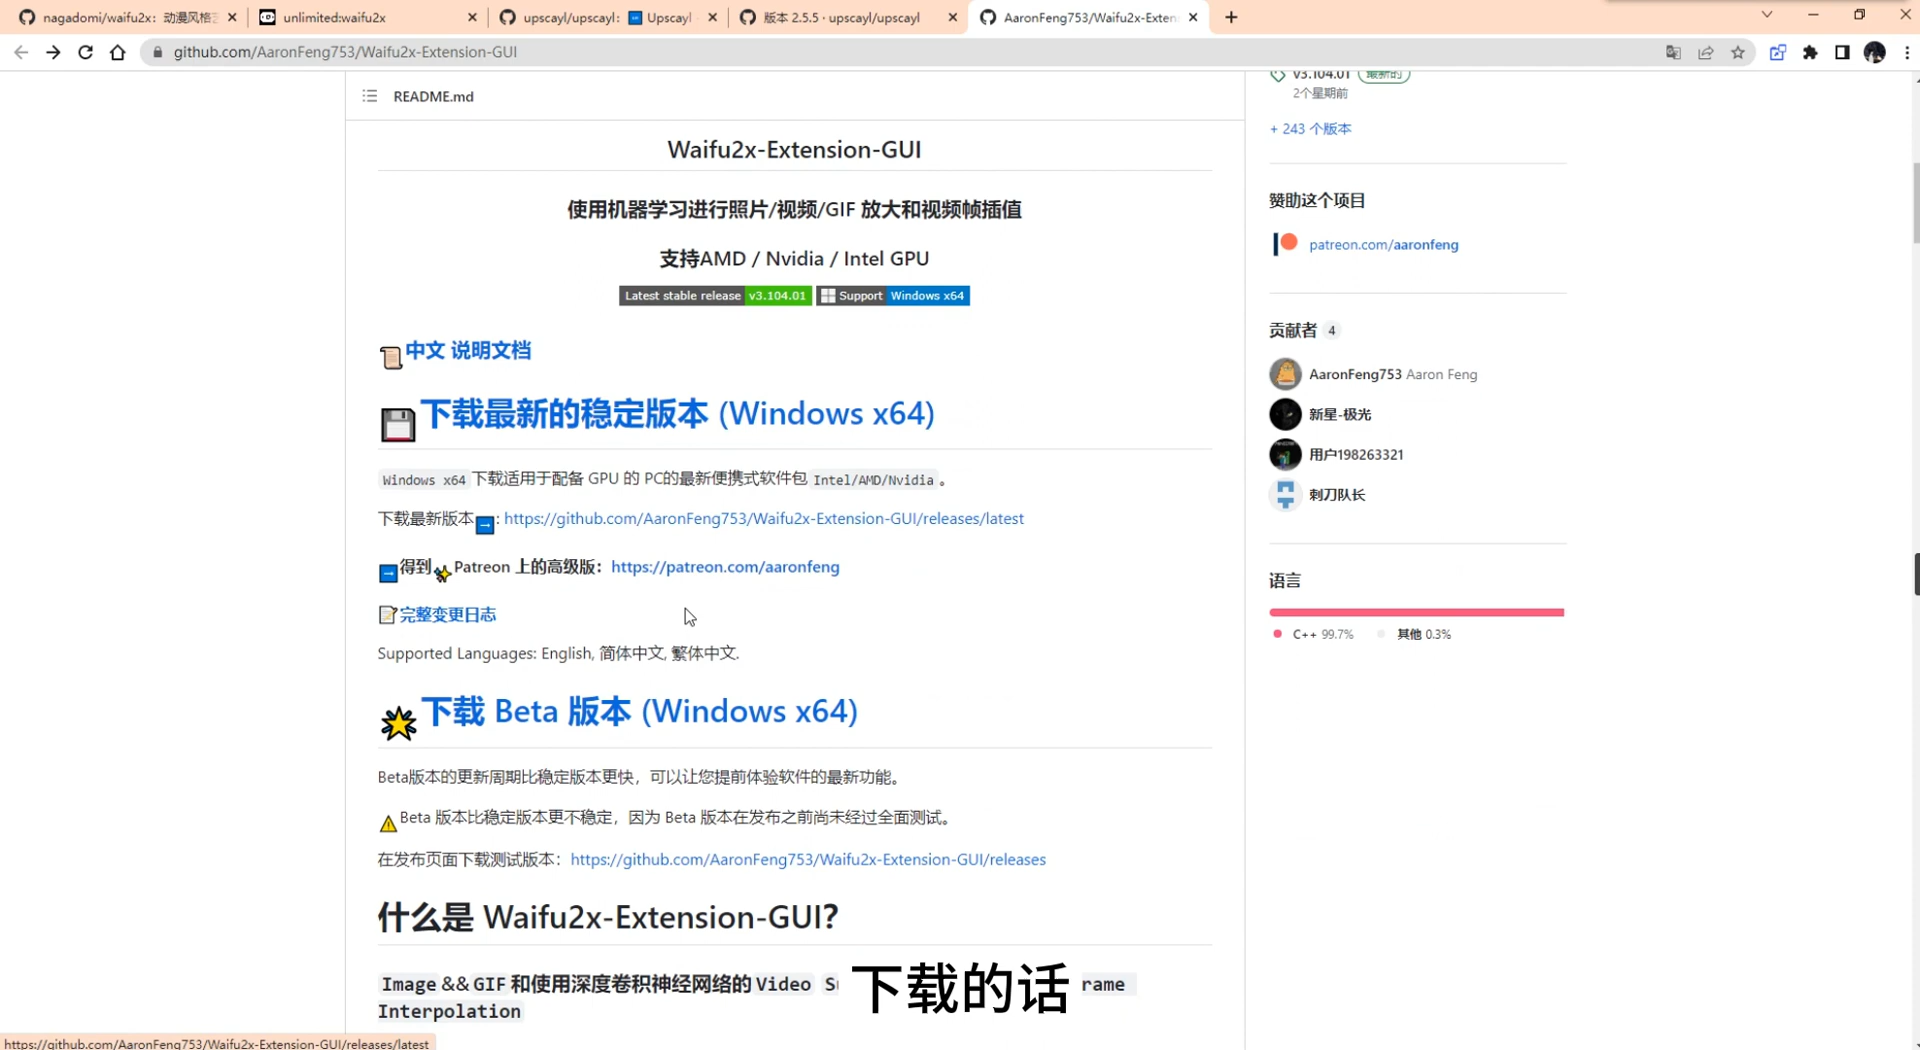 nagadomi/waifu2x: 动漫风格艺
unlimited:waifu2x
upscayl/upscayl: Upscayl
版本 2.5.5 · upscayl/upscayl
AaronFeng753/Waifu2x-Exten
github.com/AaronFeng753/Waifu2x-Extension-GUI
README.md
Waifu2x-Extension-GUI
使用机器学习进行照片/视频/GIF 放大和视频帧插值
支持AMD / Nvidia / Intel GPU
Latest stable release v3.104.01 Support Windows x64
中文 说明文档
下载最新的稳定版本 (Windows x64)
Windows x64下载适用于配备 GPU 的 PC的最新便携式软件包 Intel/AMD/Nvidia 。
下载最新版本➡: https://github.com/AaronFeng753/Waifu2x-Extension-GUI/releases/latest
➡得到✨Patreon 上的高级版： https://patreon.com/aaronfeng
完整变更日志
Supported Languages: English, 简体中文, 繁体中文.
下载 Beta 版本 (Windows x64)
Beta版本的更新周期比稳定版本更快，可以让您提前体验软件的最新功能。
⚠Beta 版本比稳定版本更不稳定，因为 Beta 版本在发布之前尚未经过全面测试。
在发布页面下载测试版本： https://github.com/AaronFeng753/Waifu2x-Extension-GUI/releases
什么是 Waifu2x-Extension-GUI?
Image&&GIF和使用深度卷积神经网络的Video
Interpolation
下载的话
https://github.com/AaronFeng753/Waifu2x-Extension-GUI/releases/latest
v3.104.01 最新的
2个星期前
+ 243 个版本
赞助这个项目
patreon.com/aaronfeng
贡献者 4
AaronFeng753 Aaron Feng
新星-极光
用户198263321
刺刀队长
语言
C++ 99.7% 其他 0.3%